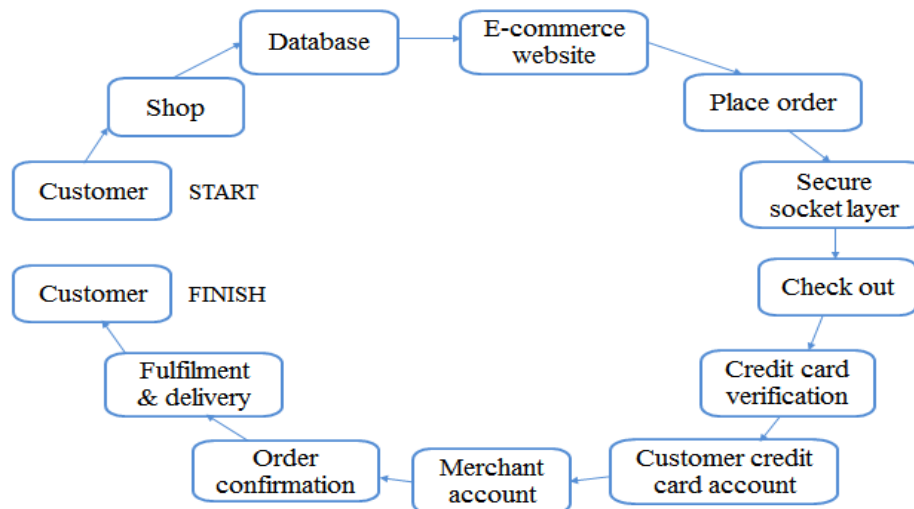 Database
E-commerce
website
Shop
Place order
Customer
START
Secure
socket layer
Customer
FINISH
Check out
Fulfilment
& delivery
Credit card
verification
Order
confirmation
Merchant
account
Customer credit
card account